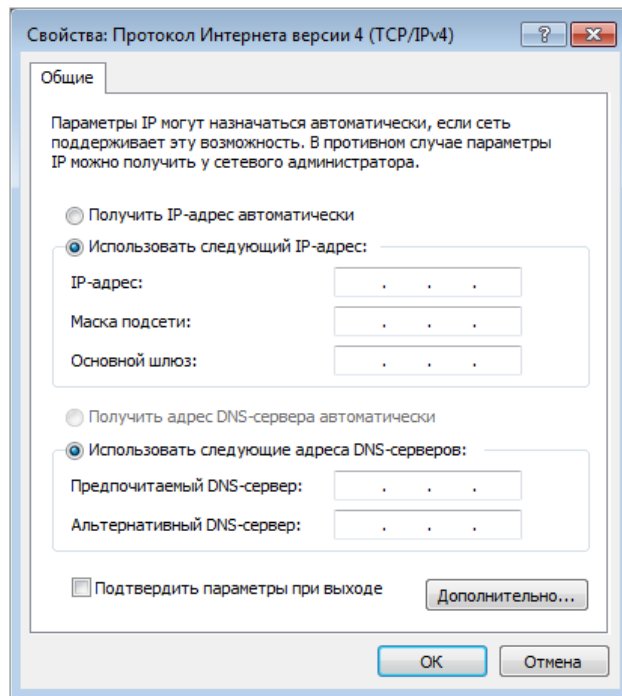 Свойства: Протокол Интернета версии 4 (TCP/IPv4)
Общие
Параметры IP могут назначаться автоматически, если сеть
поддерживает эту возможность. В противном случае параметры
IP можно получить у сетевого администратора.
Получить IP-адрес автоматически
Использовать следующий IP-адрес:
IP-адрес: . . .
Маска подсети: . . .
Основной шлюз: . . .
Получить адрес DNS-сервера автоматически
Использовать следующие адреса DNS-серверов:
Предпочитаемый DNS-сервер: . . .
Альтернативный DNS-сервер: . . .
Подтвердить параметры при выходе
Дополнительно...
ОК Отмена